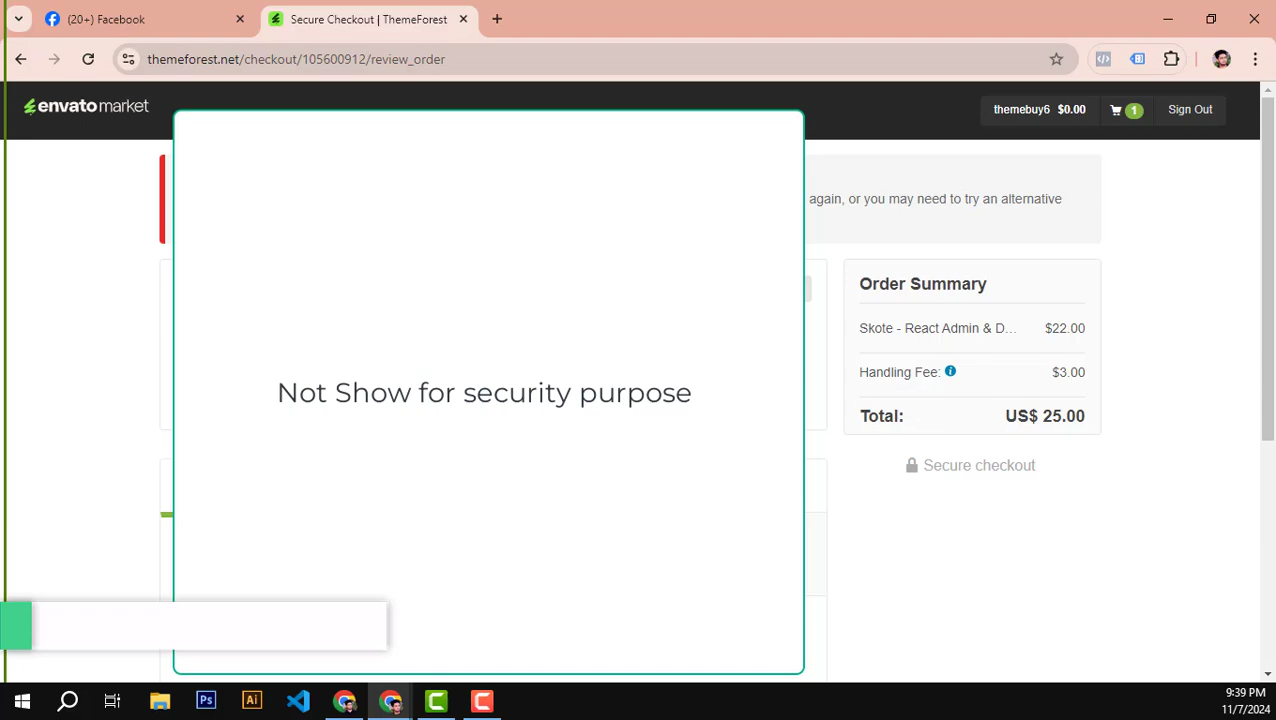 (20+) Facebook
Secure Checkout | ThemeForest
themeforest.net/checkout/105600912/review_order
envato market
themebuy6 $0.00
1
Sign Out
again, or you may need to try an alternative
Not Show for security purpose
Order Summary
Skote - React Admin & D... $22.00
Handling Fee: $3.00
Total: US$ 25.00
Secure checkout
Ps
Ai
9:39 PM
11/7/2024